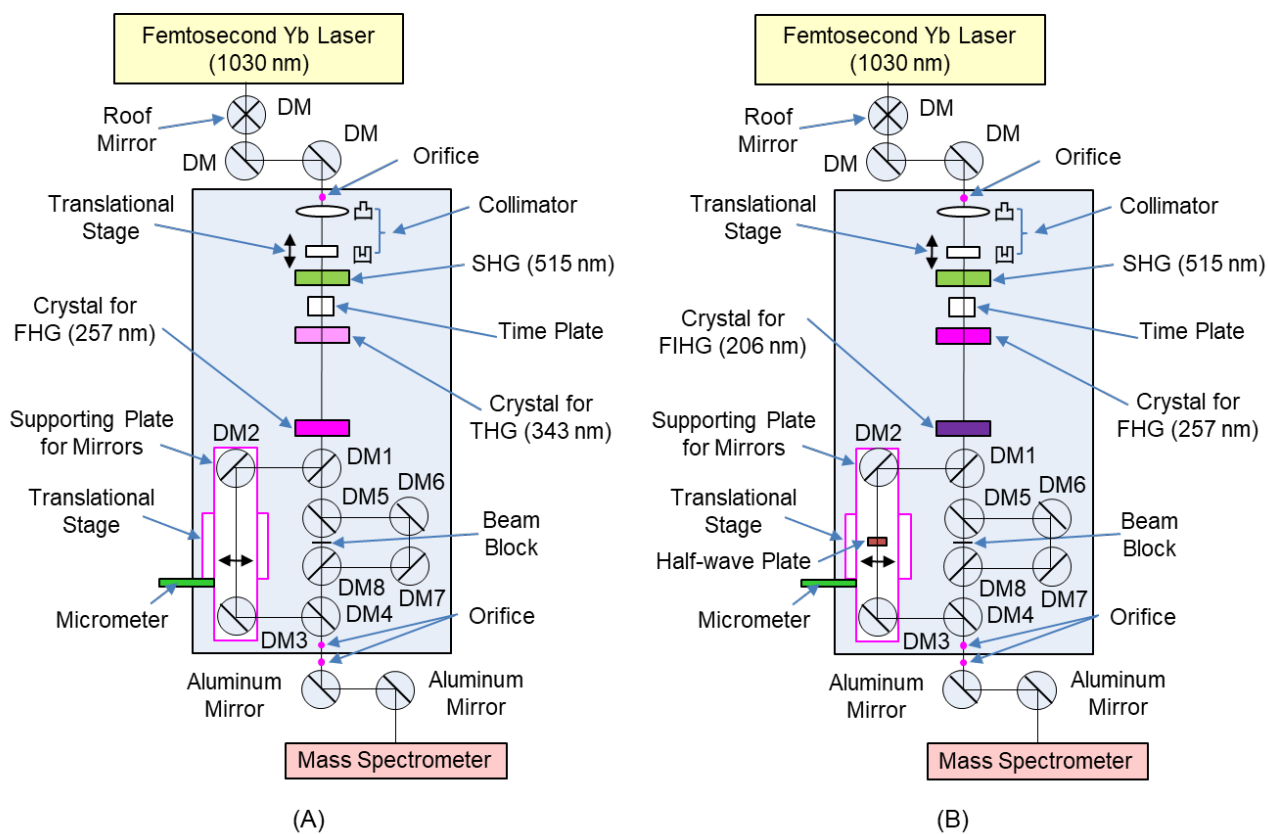 Femtosecond Yb Laser
(1030 nm)
Roof
Mirror
DM
DM
DM
Orifice
Translational
Stage
Collimator
SHG (515 nm)
Crystal for
FHG (257 nm)
Time Plate
Crystal for
THG (343 nm)
Supporting Plate
for Mirrors
DM2
DM1
DM6
DM5
Translational
Stage
Beam
Block
DM8
DM7
Micrometer
DM4
DM3
Orifice
Aluminum
Mirror
Aluminum
Mirror
Mass Spectrometer
(A)
Femtosecond Yb Laser
(1030 nm)
Roof
Mirror
DM
DM
DM
Orifice
Translational
Stage
Collimator
SHG (515 nm)
Crystal for
FIHG (206 nm)
Time Plate
Crystal for
FHG (257 nm)
Supporting Plate
for Mirrors
DM2
DM1
DM6
DM5
Translational
Stage
Half-wave Plate
Beam
Block
DM8
DM7
Micrometer
DM4
DM3
Orifice
Aluminum
Mirror
Aluminum
Mirror
Mass Spectrometer
(B)